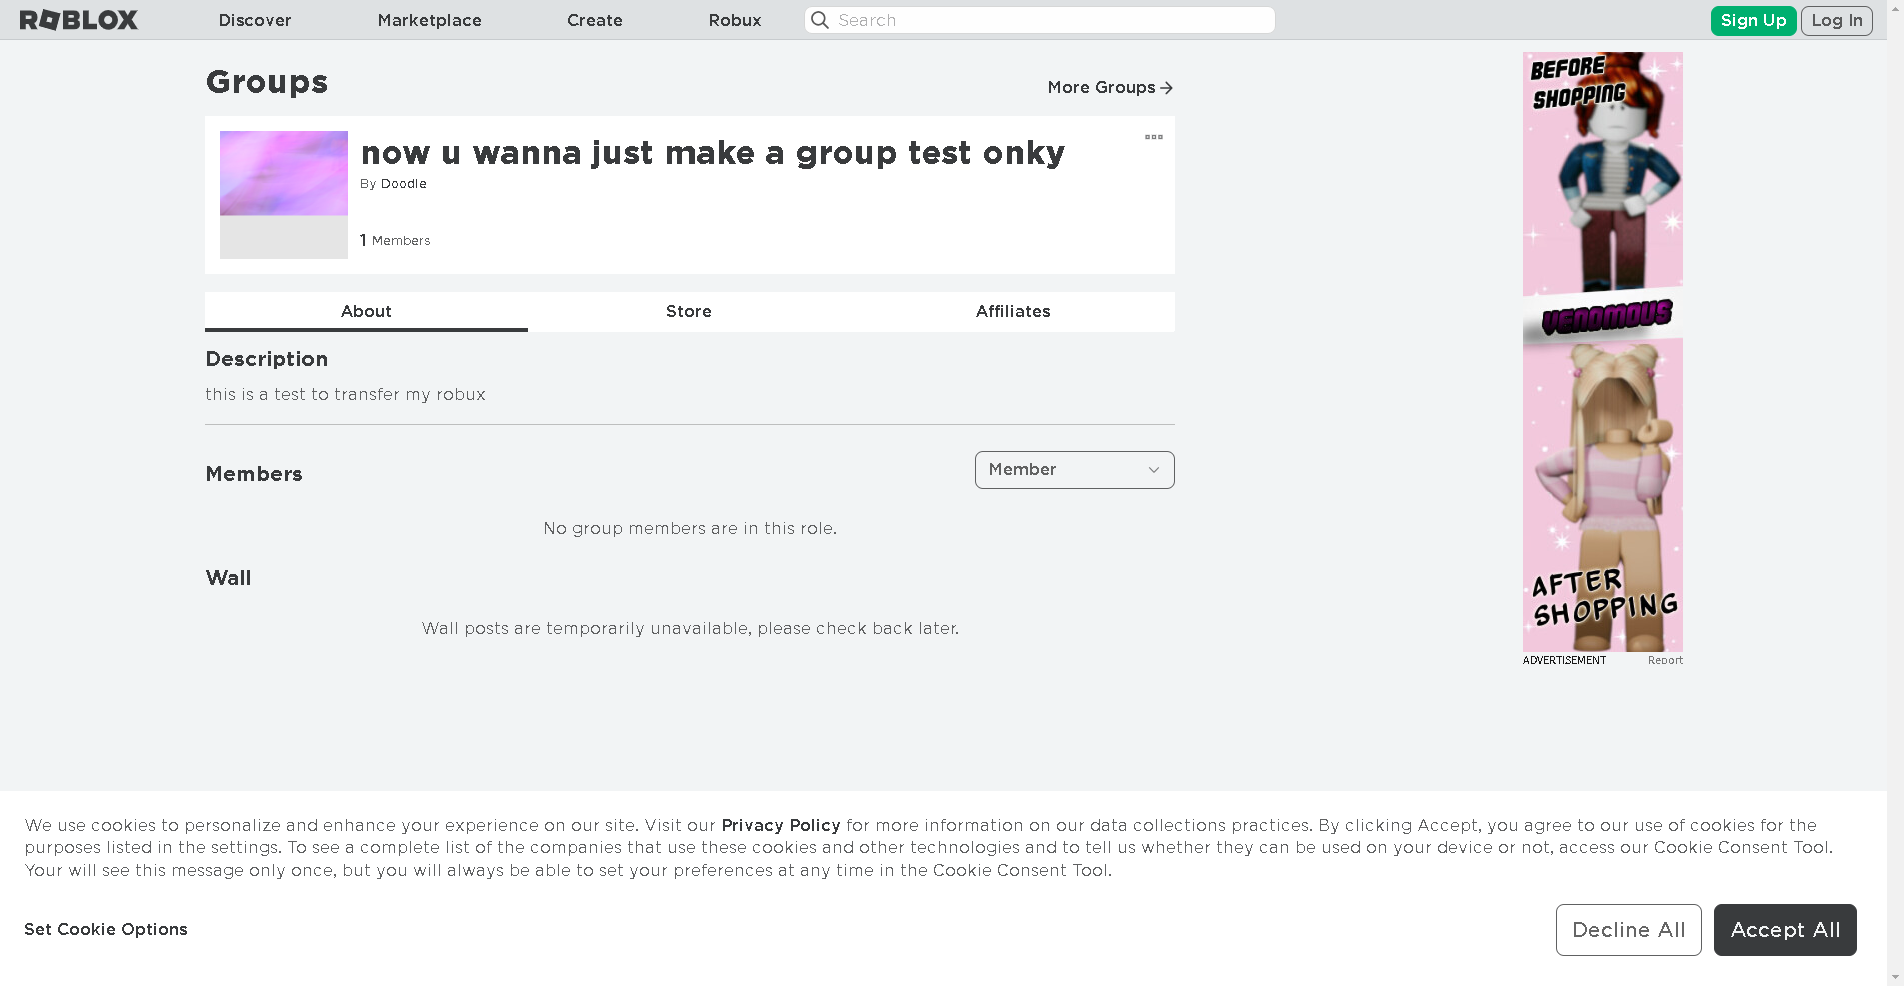 ROBLOX Discover Marketplace Create Robux Search Sign Up Log In
Groups
More Groups
now u wanna just make a group test onky
By Doodle
1 Members
About Store Affiliates
Description
this is a test to transfer my robux
Members
Member
No group members are in this role.
Wall
Wall posts are temporarily unavailable, please check back later.
BEFORE
SHOPPING
VENOMOUS
AFTER
SHOPPING
ADVERTISEMENT Report
We use cookies to personalize and enhance your experience on our site. Visit our Privacy Policy for more information on our data collections practices. By clicking Accept, you agree to our use of cookies for the
purposes listed in the settings. To see a complete list of the companies that use these cookies and other technologies and to tell us whether they can be used on your device or not, access our Cookie Consent Tool.
Your will see this message only once, but you will always be able to set your preferences at any time in the Cookie Consent Tool.
Set Cookie Options
Decline All
Accept All